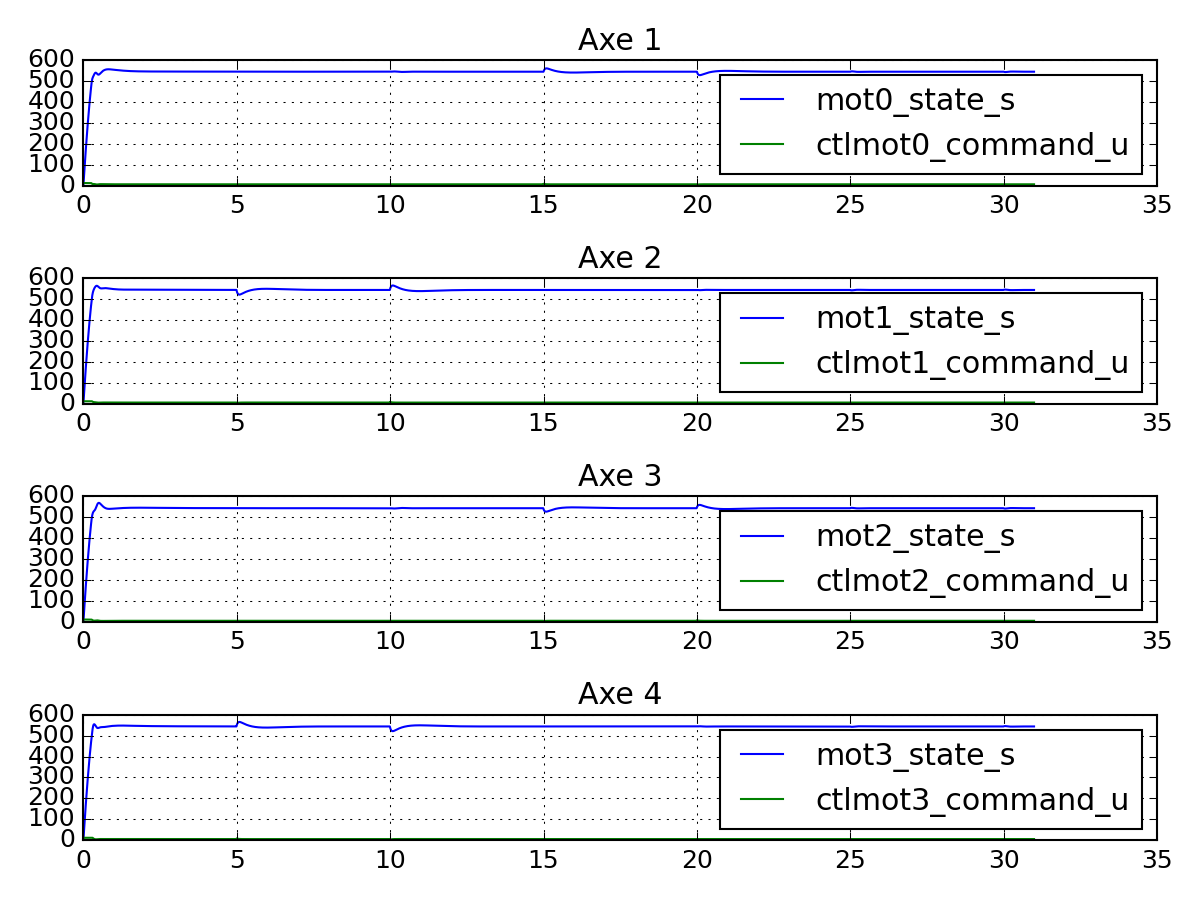 Axe 1
600
500
400
300
200
100
0
mot0_state_s
ctlmot0_command_u
0 5 10 15 20 25 30 35
Axe 2
600
500
400
300
200
100
0
mot1_state_s
ctlmot1_command_u
0 5 10 15 20 25 30 35
Axe 3
600
500
400
300
200
100
0
mot2_state_s
ctlmot2_command_u
0 5 10 15 20 25 30 35
Axe 4
600
500
400
300
200
100
0
mot3_state_s
ctlmot3_command_u
0 5 10 15 20 25 30 35